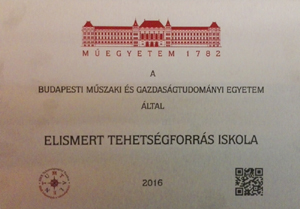 MŰEGYETEM 1782
A
BUDAPESTI MŰSZAKI ÉS GAZDASÁGTUDOMÁNYI EGYETEM
ÁLTAL
ELISMERT TEHETSÉGFORRÁS ISKOLA
2016